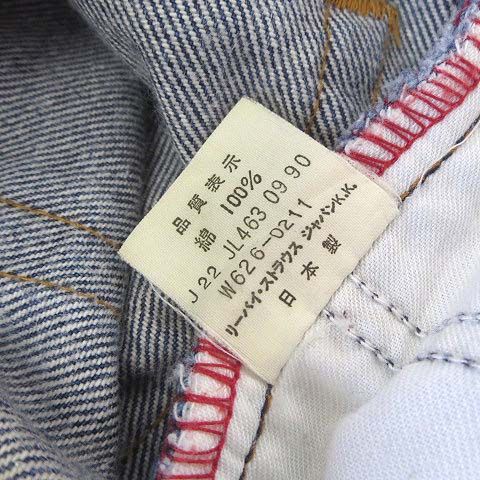 品質表示
綿 100%
J22 JL463 0990
W626-0211
リーバイ・ストラウス ジャパンK.K.
日本製